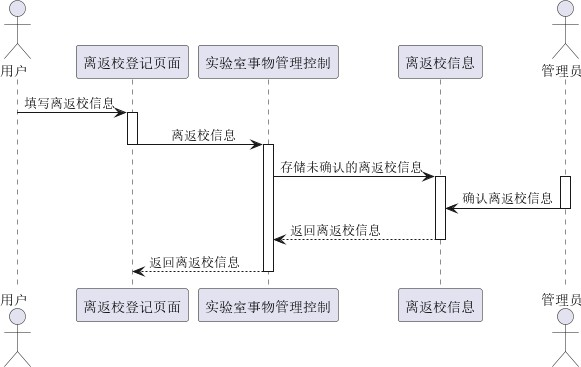 用户
离返校登记页面
实验室事物管理控制
离返校信息
管理员
填写离返校信息
离返校信息
存储未确认的离返校信息
确认离返校信息
返回离返校信息
返回离返校信息
用户
离返校登记页面
实验室事物管理控制
离返校信息
管理员